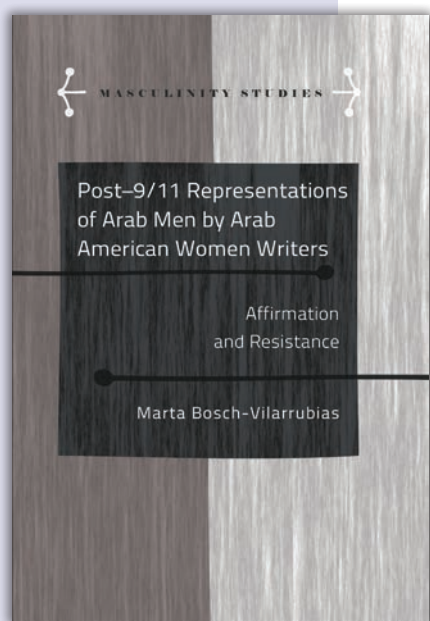 MASCULINITY STUDIES
Post–9/11 Representations
of Arab Men by Arab
American Women Writers
Affirmation
and Resistance
Marta Bosch-Vilarrubias